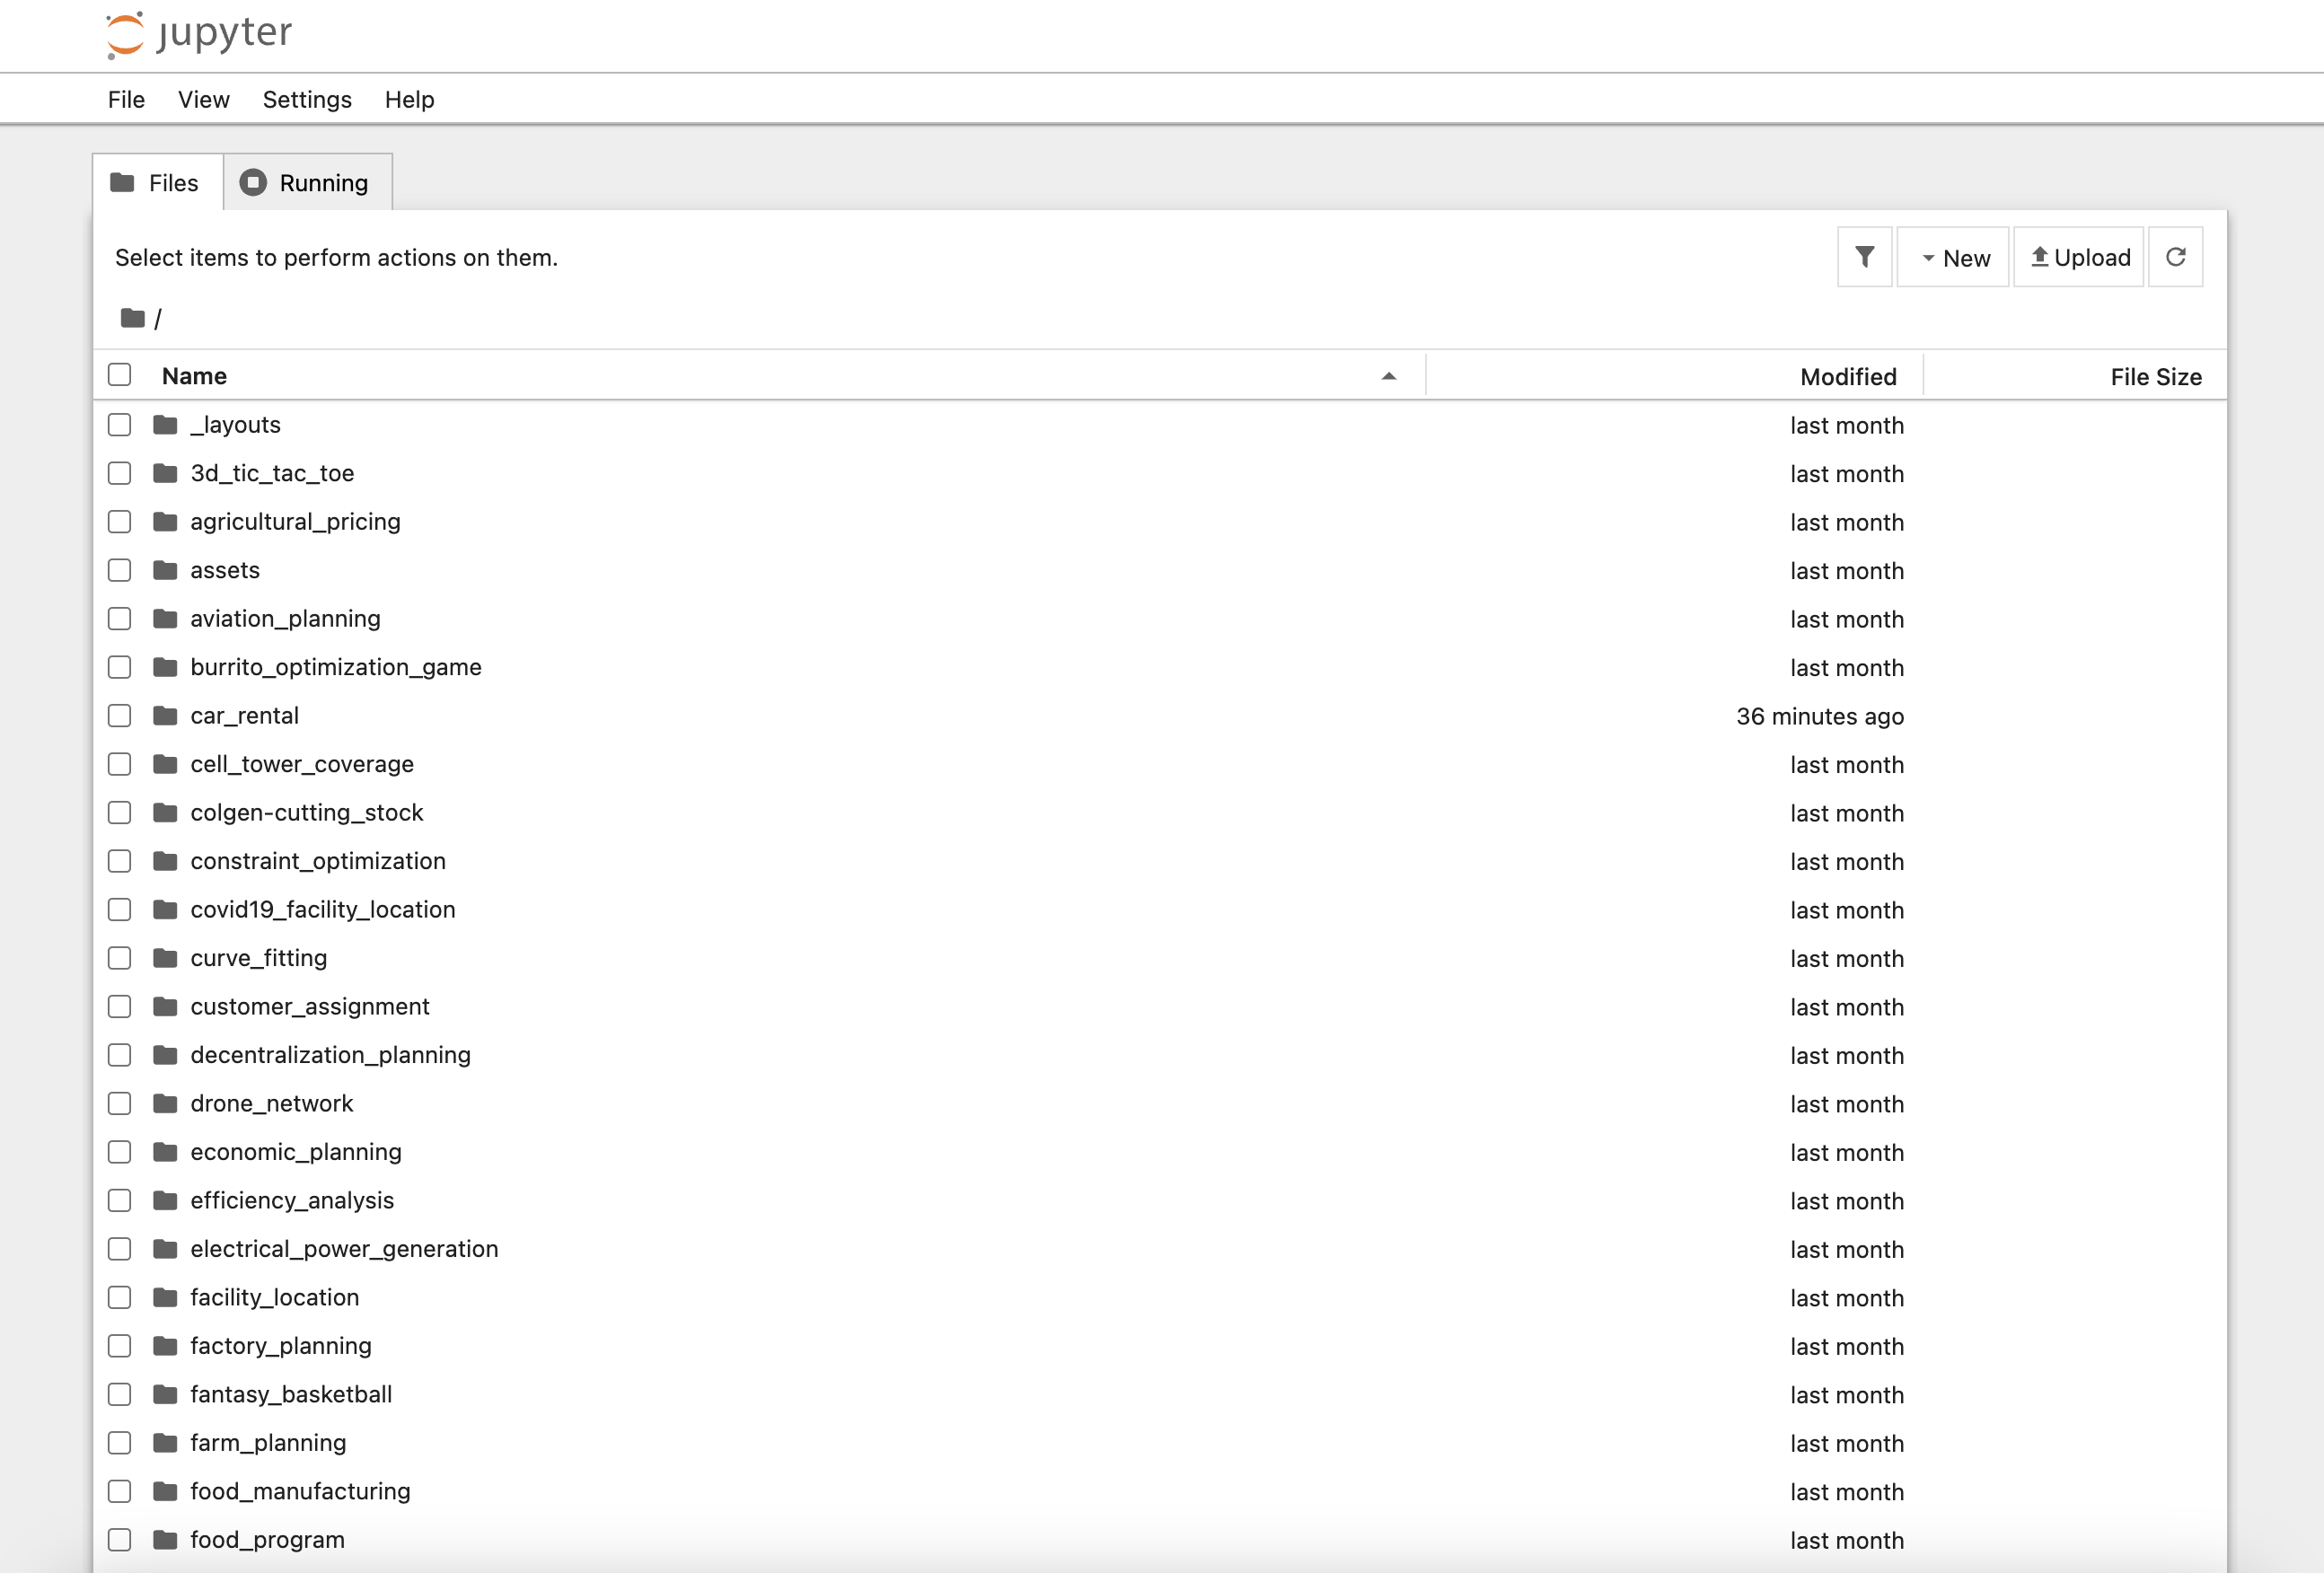 jupyter
File View Settings Help
Files Running
Select items to perform actions on them. New Upload
/
Name Modified File Size
_layouts last month
3d_tic_tac_toe last month
agricultural_pricing last month
assets last month
aviation_planning last month
burrito_optimization_game last month
car_rental 36 minutes ago
cell_tower_coverage last month
colgen-cutting_stock last month
constraint_optimization last month
covid19_facility_location last month
curve_fitting last month
customer_assignment last month
decentralization_planning last month
drone_network last month
economic_planning last month
efficiency_analysis last month
electrical_power_generation last month
facility_location last month
factory_planning last month
fantasy_basketball last month
farm_planning last month
food_manufacturing last month
food_program last month